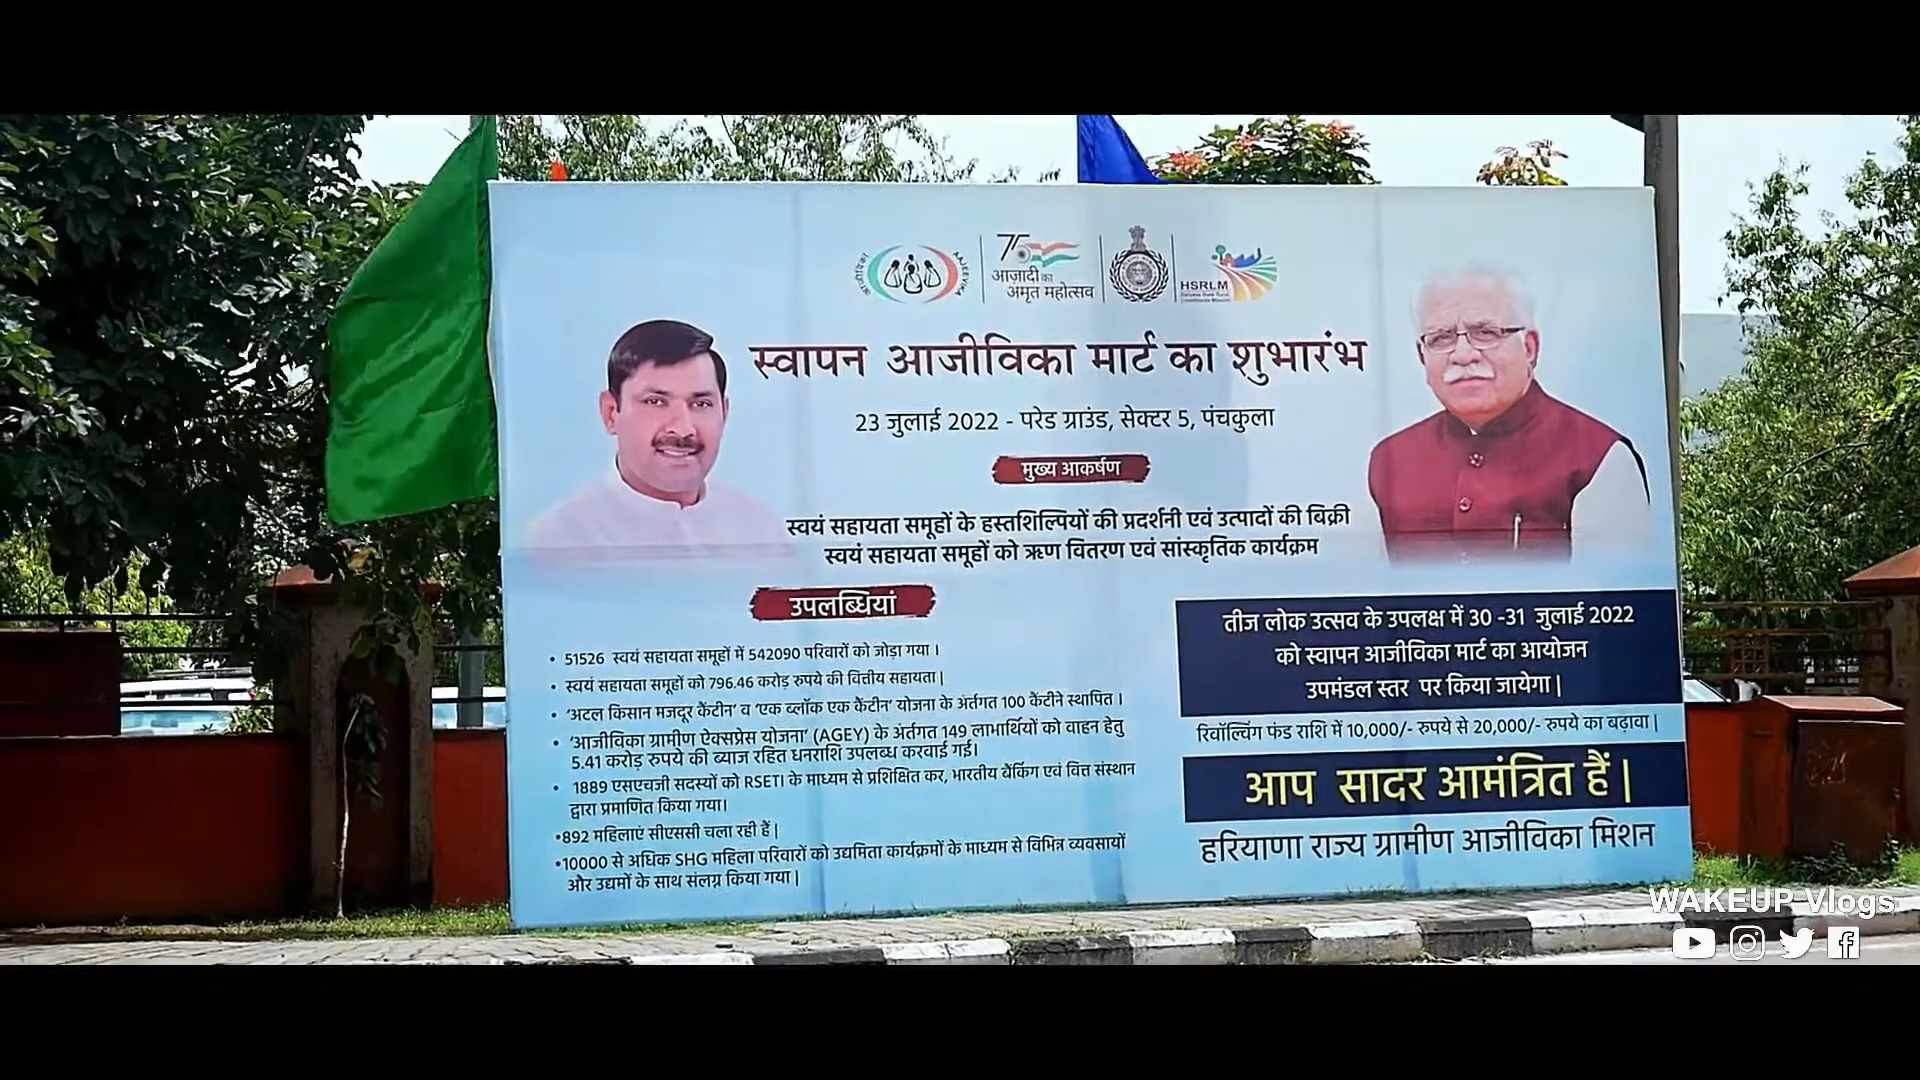 आजीविका
AAJEEVIKA
75
आज़ादी का
अमृत महोत्सव
HSRLM
स्वापन आजीविका मार्ट का शुभारंभ
23 जुलाई 2022 - परेड ग्राउंड, सेक्टर 5, पंचकुला
मुख्य आकर्षण
स्वयं सहायता समूहों के हस्तशिल्पियों की प्रदर्शनी एवं उत्पादों की बिक्री
स्वयं सहायता समूहों को ऋण वितरण एवं सांस्कृतिक कार्यक्रम
उपलब्धियां
• 51526 स्वयं सहायता समूहों में 542090 परिवारों को जोड़ा गया।
• स्वयं सहायता समूहों को 796.46 करोड़ रुपये की वित्तीय सहायता|
• 'अटल किसान मजदूर कैंटीन' व 'एक ब्लॉक एक कैंटीन' योजना के अंर्तगत 100 केंटीने स्थापित।
• 'आजीविका ग्रामीण ऐक्सप्रेस योजना' (AGEY) के अंर्तगत 149 लाभार्थियों को वाहन हेतु
5.41 करोड़ रुपये की ब्याज रहित धनराशि उपलब्ध करवाई गई।
• 1889 एसएचजी सदस्यों को RSETI के माध्यम से प्रशिक्षित कर, भारतीय बैंकिंग एवं वित्त संस्थान
द्वारा प्रमाणित किया गया।
•892 महिलाएं सीएससी चला रही हैं|
•10000 से अधिक SHG महिला परिवारों को उद्यमिता कार्यक्रमों के माध्यम से विभिन्न व्यवसायों
और उद्यमों के साथ संलग्न किया गया|
तीज लोक उत्सव के उपलक्ष में 30 -31 जुलाई 2022
को स्वापन आजीविका मार्ट का आयोजन
उपमंडल स्तर पर किया जायेगा|
रिवॉल्विंग फंड राशि में 10,000/- रुपये से 20,000/- रुपये का बढ़ावा|
आप सादर आमंत्रित हैं|
हरियाणा राज्य ग्रामीण आजीविका मिशन
WAKEUP Vlogs